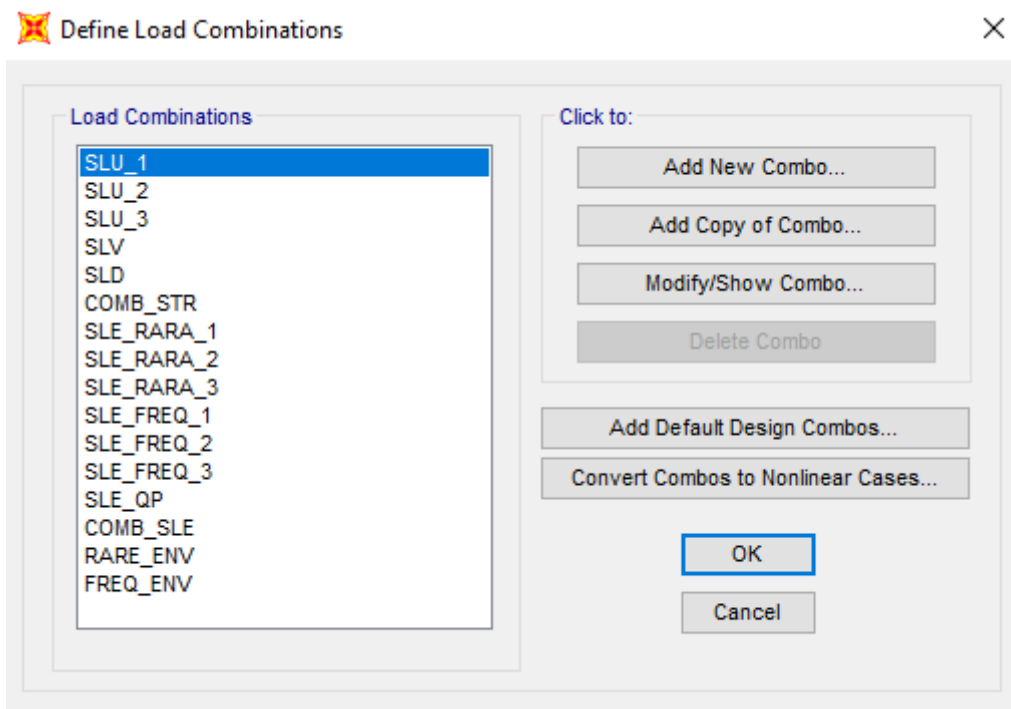 Define Load Combinations
Load Combinations
SLU_1
SLU_2
SLU_3
SLV
SLD
COMB_STR
SLE_RARA_1
SLE_RARA_2
SLE_RARA_3
SLE_FREQ_1
SLE_FREQ_2
SLE_FREQ_3
SLE_QP
COMB_SLE
RARE_ENV
FREQ_ENV
Click to:
Add New Combo...
Add Copy of Combo...
Modify/Show Combo...
Delete Combo
Add Default Design Combos...
Convert Combos to Nonlinear Cases...
OK
Cancel